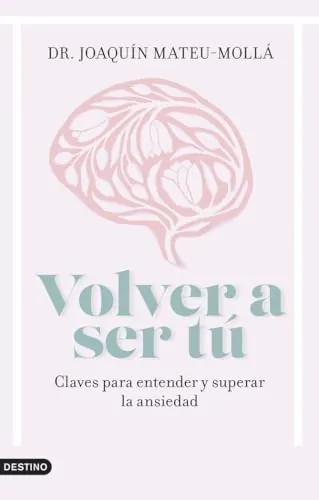 DR. JOAQUÍN MATEU-MOLLÁ
Volver a
ser tú
Claves para entender y superar
la ansiedad
DESTINO